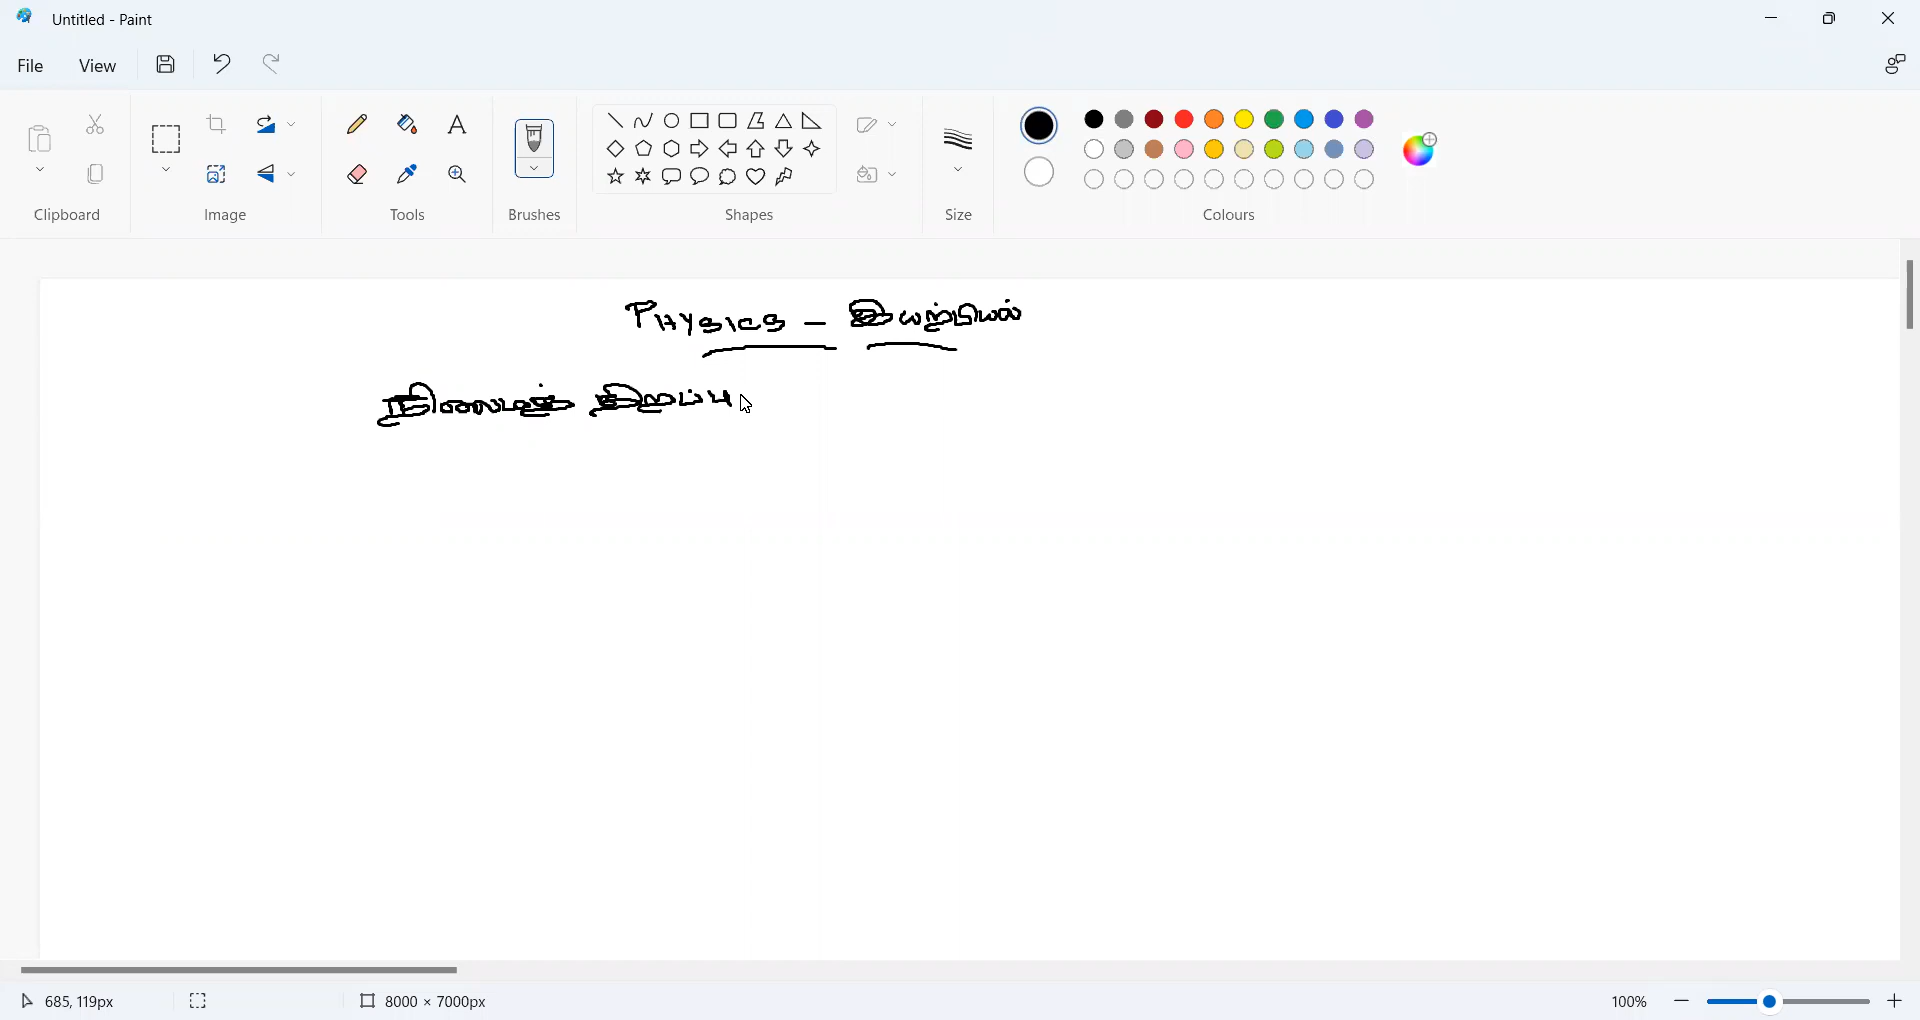 Untitled - Paint
File View
Clipboard Image Tools Brushes Shapes Size Colours
Physics - இயற்பியல்
685, 119px 8000 × 7000px 100%